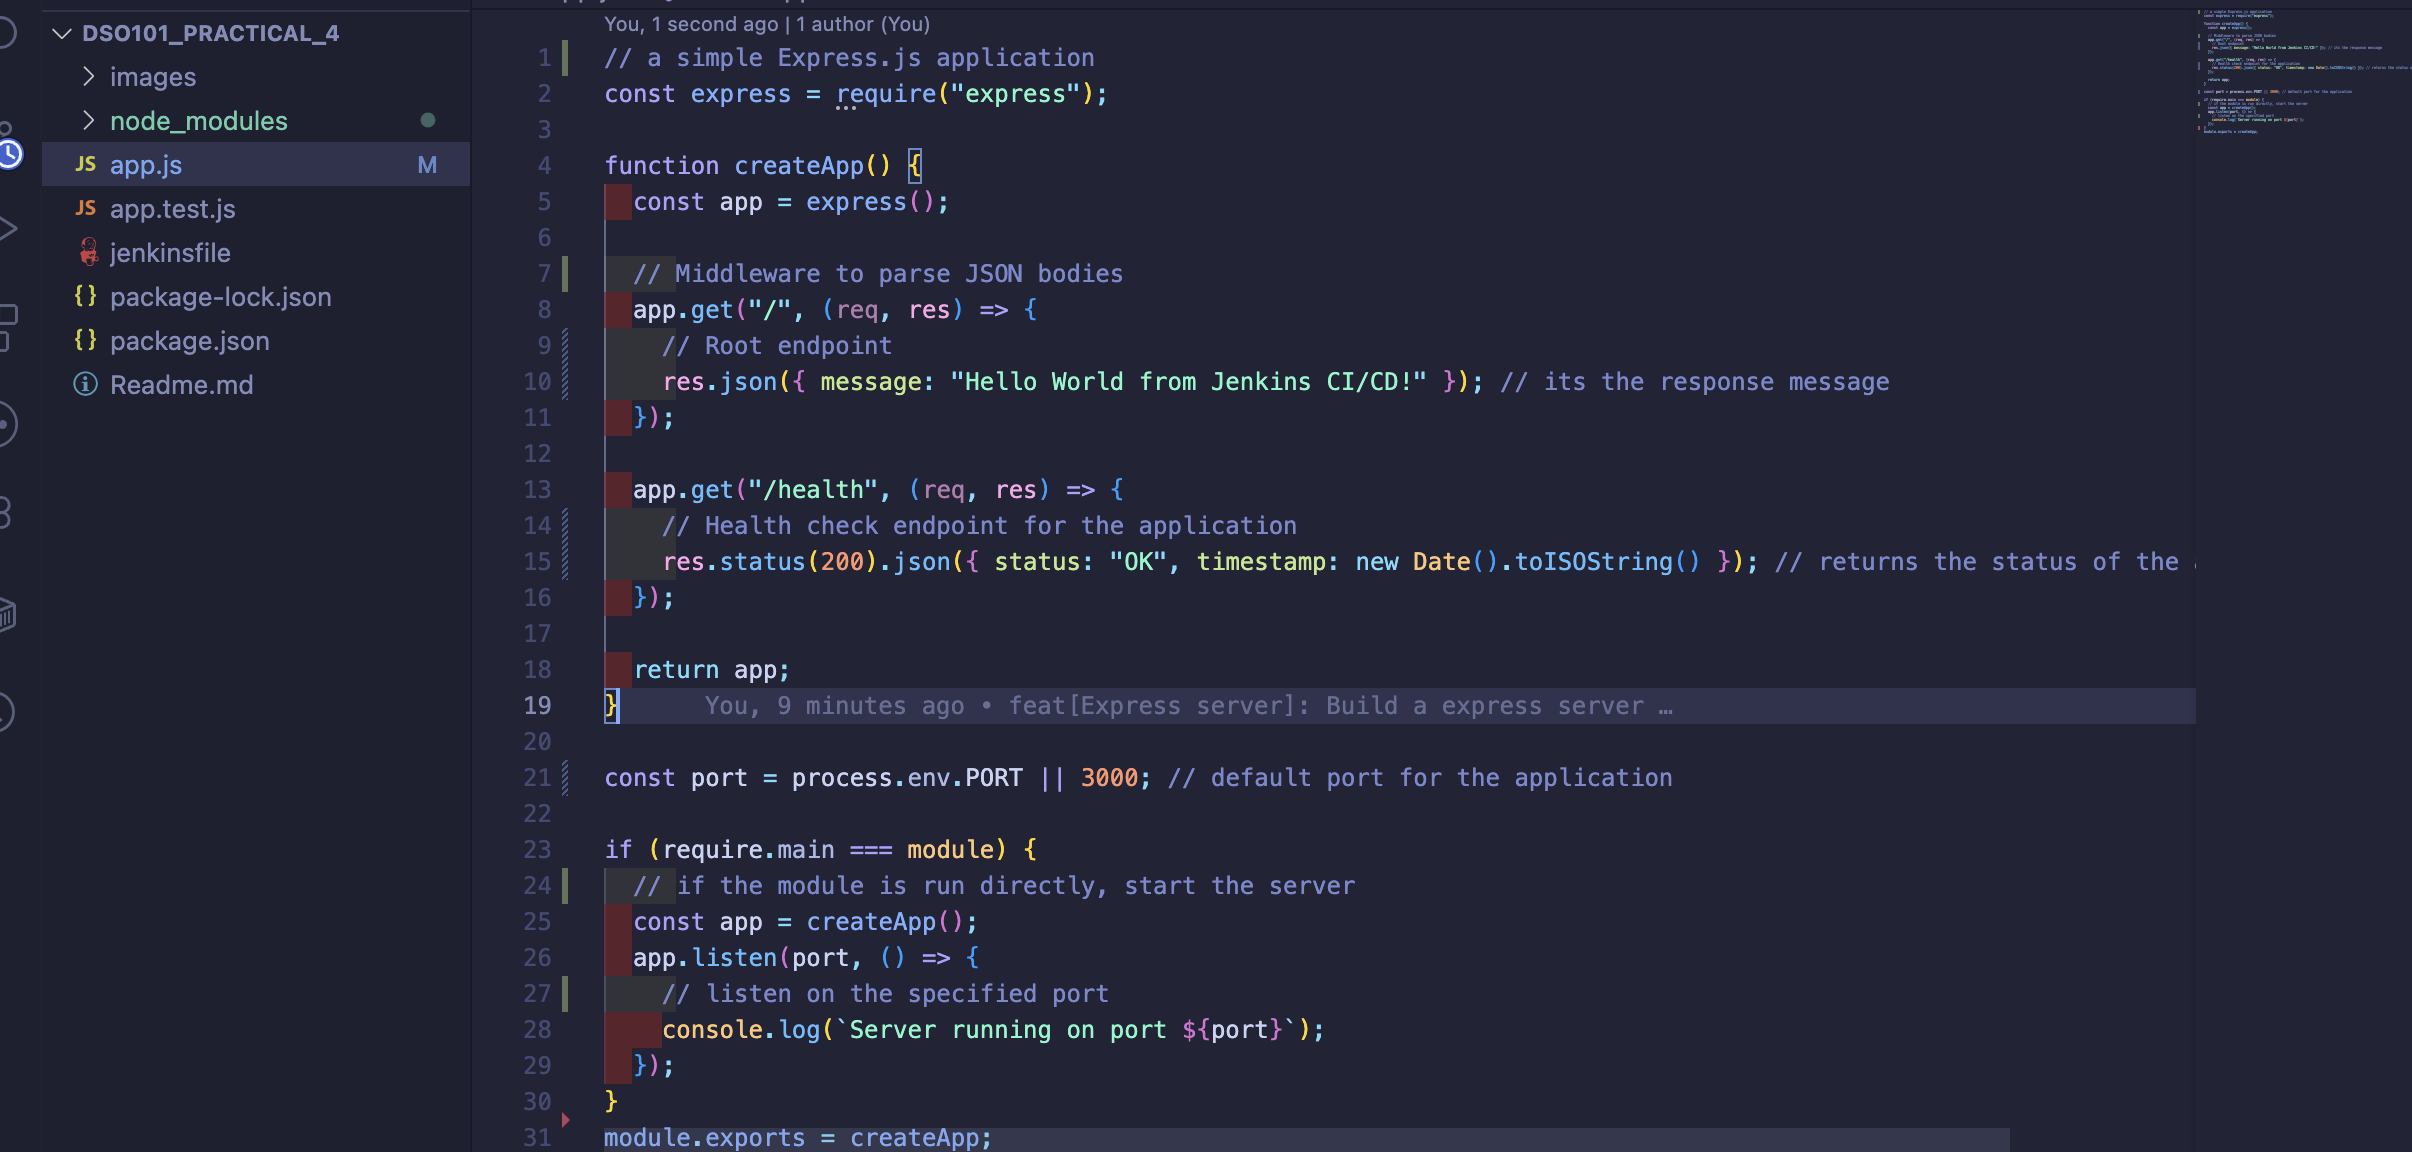 DSO101_PRACTICAL_4
images
node_modules
JS app.js M
JS app.test.js
jenkinsfile
{} package-lock.json
{} package.json
Readme.md
You, 1 second ago | 1 author (You)
1 // a simple Express.js application
2 const express = require("express");
3
4 function createApp() {
5 const app = express();
6
7 // Middleware to parse JSON bodies
8 app.get("/", (req, res) => {
9 // Root endpoint
10 res.json({ message: "Hello World from Jenkins CI/CD!" }); // its the response message
11 });
12
13 app.get("/health", (req, res) => {
14 // Health check endpoint for the application
15 res.status(200).json({ status: "OK", timestamp: new Date().toISOString() }); // returns the status of the
16 });
17
18 return app;
19 } You, 9 minutes ago • feat[Express server]: Build a express server …
20
21 const port = process.env.PORT || 3000; // default port for the application
22
23 if (require.main === module) {
24 // if the module is run directly, start the server
25 const app = createApp();
26 app.listen(port, () => {
27 // listen on the specified port
28 console.log(`Server running on port ${port}`);
29 });
30 }
31 module.exports = createApp;